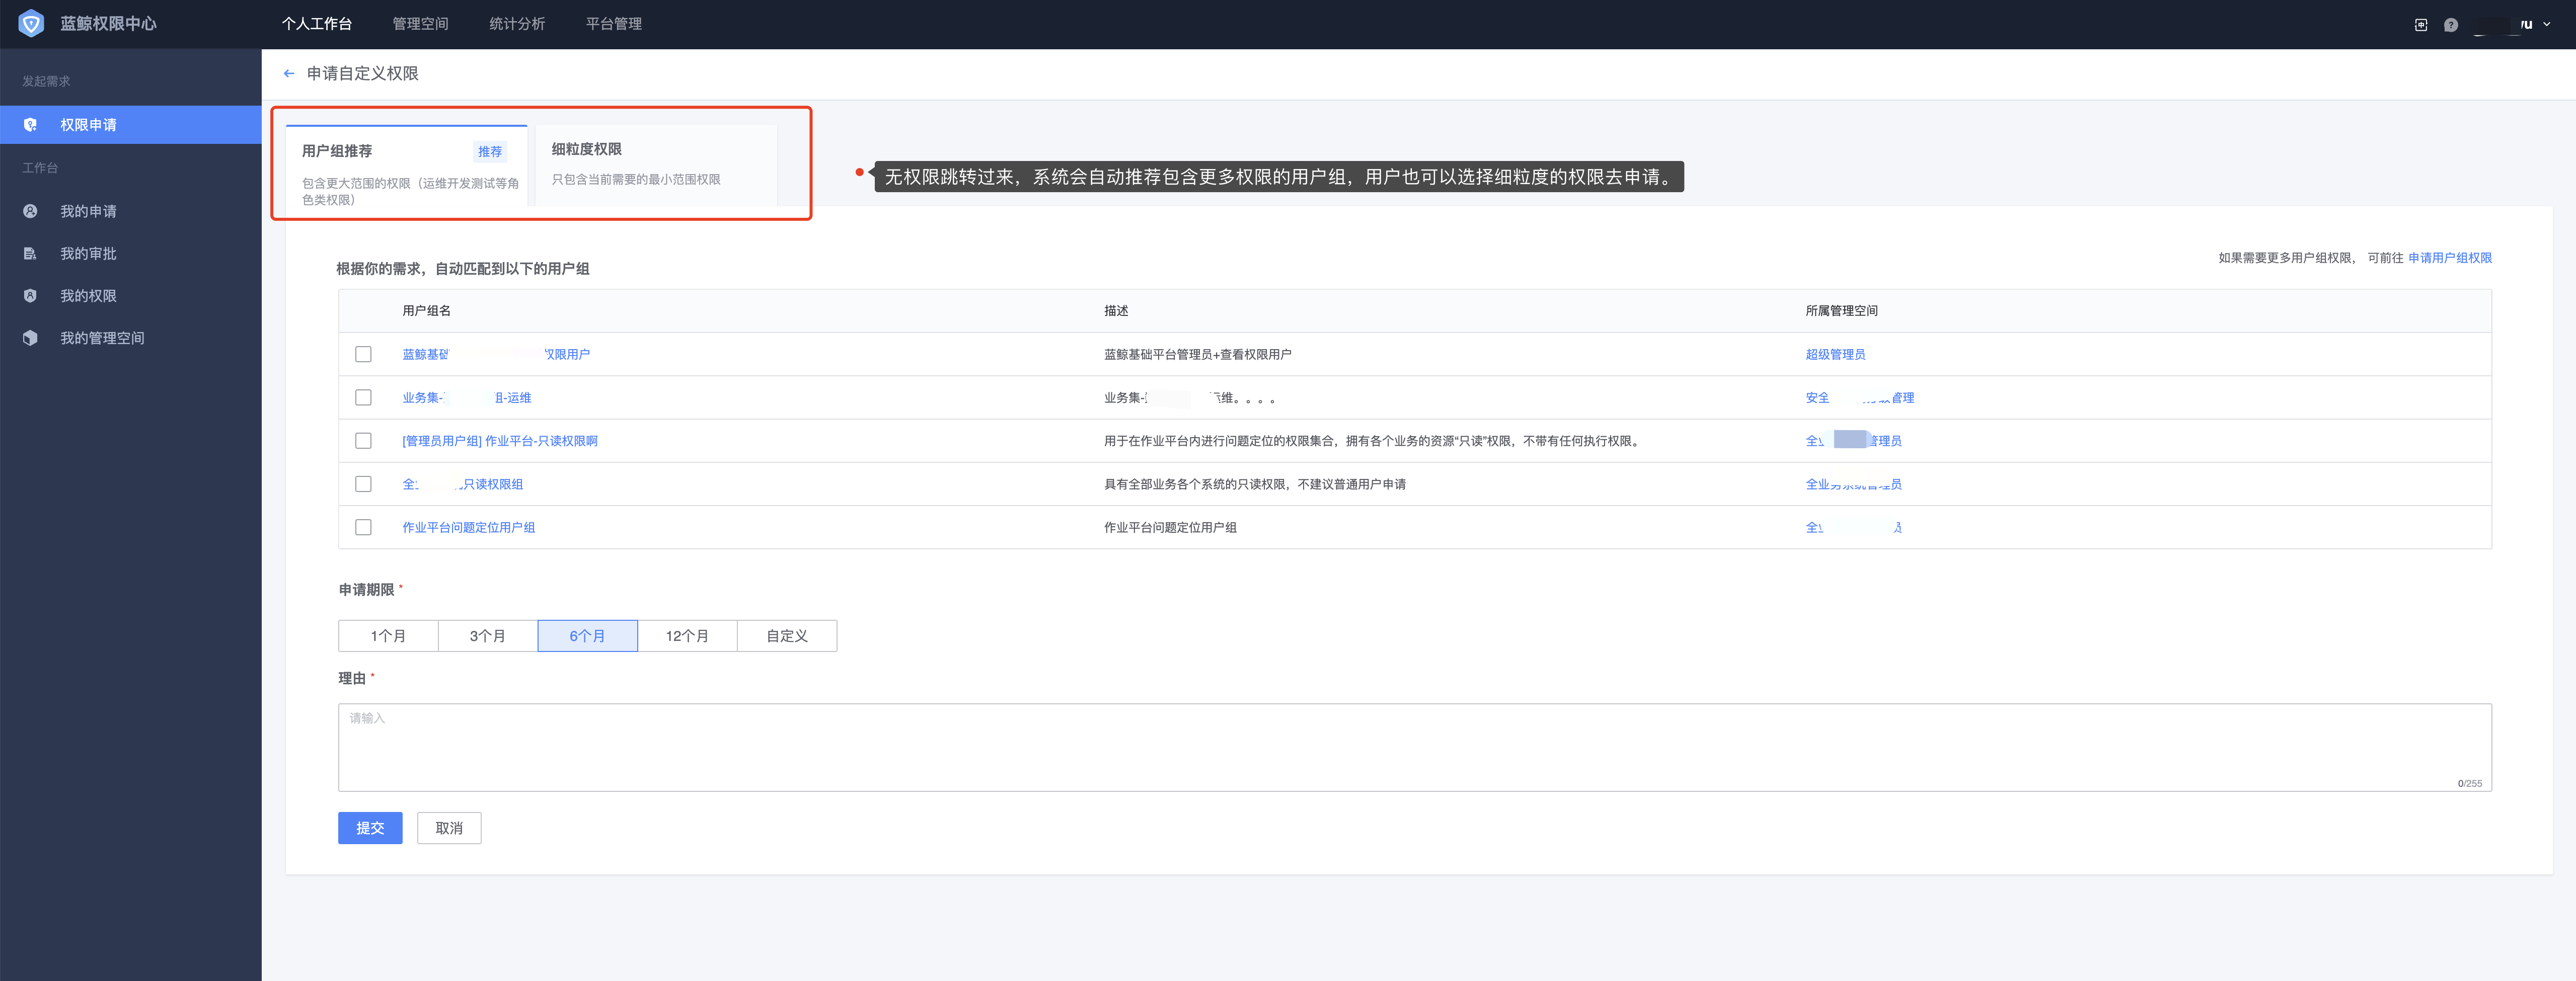 蓝鲸权限中心
个人工作台 管理空间 统计分析 平台管理
发起需求
权限申请
工作台
我的申请
我的审批
我的权限
我的管理空间
申请自定义权限
用户组推荐 推荐
包含更大范围的权限（运维开发测试等角
色类权限）
细粒度权限
只包含当前需要的最小范围权限
无权限跳转过来，系统会自动推荐包含更多权限的用户组，用户也可以选择细粒度的权限去申请。
如果需要更多用户组权限， 可前往 申请用户组权限
根据你的需求，自动匹配到以下的用户组
用户组名 描述 所属管理空间
蓝鲸基础 权限用户 蓝鲸基础平台管理员+查看权限用户 超级管理员
业务集- 组-运维 业务集- 运维。。。。 安全 管理
[管理员用户组] 作业平台-只读权限啊 用于在作业平台内进行问题定位的权限集合，拥有各个业务的资源“只读”权限，不带有任何执行权限。 全 管理员
全 只读权限组 具有全部业务各个系统的只读权限，不建议普通用户申请 全业务系统管理员
作业平台问题定位用户组 作业平台问题定位用户组 全 员
申请期限 *
1个月 3个月 6个月 12个月 自定义
理由 *
请输入
0/255
提交 取消